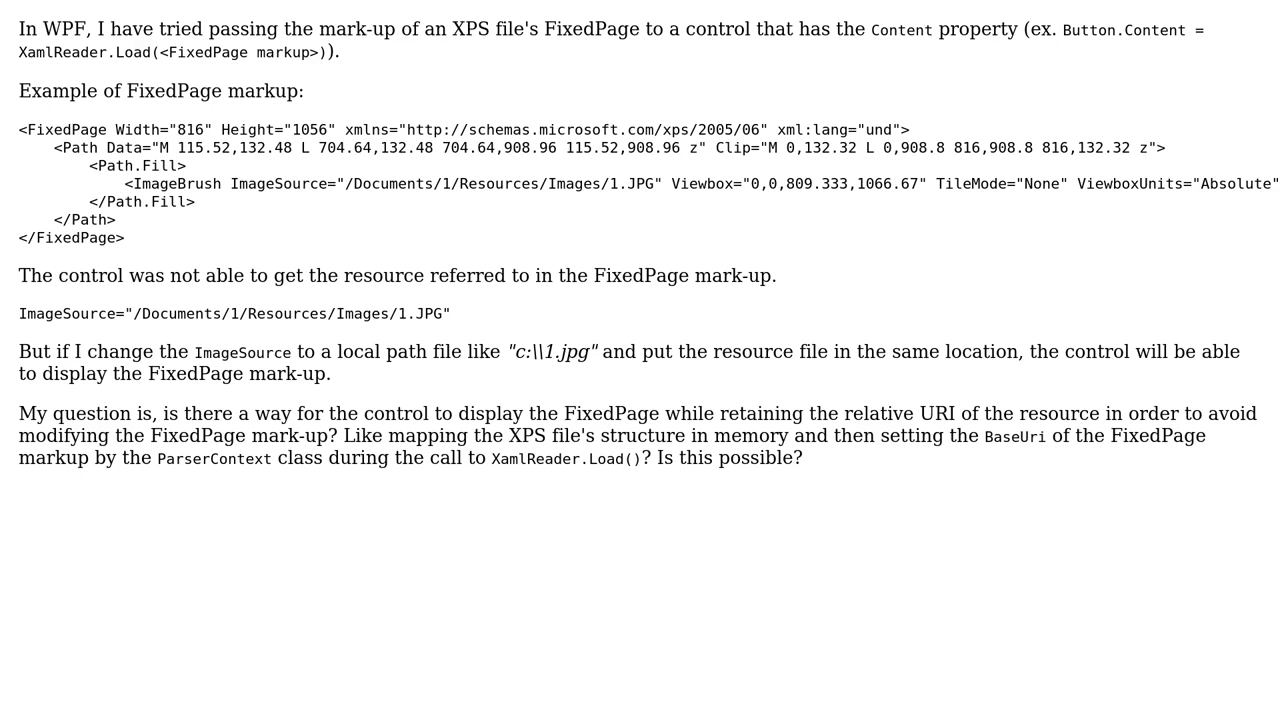 In WPF, I have tried passing the mark-up of an XPS file's FixedPage to a control that has the Content property (ex. Button.Content =
XamlReader.Load(<FixedPage markup>)).
Example of FixedPage markup:
<FixedPage Width="816" Height="1056" xmlns="http://schemas.microsoft.com/xps/2005/06" xml:lang="und">
    <Path Data="M 115.52,132.48 L 704.64,132.48 704.64,908.96 115.52,908.96 z" Clip="M 0,132.32 L 0,908.8 816,908.8 816,132.32 z">
        <Path.Fill>
            <ImageBrush ImageSource="/Documents/1/Resources/Images/1.JPG" Viewbox="0,0,809.333,1066.67" TileMode="None" ViewboxUnits="Absolute"
        </Path.Fill>
    </Path>
</FixedPage>
The control was not able to get the resource referred to in the FixedPage mark-up.
ImageSource="/Documents/1/Resources/Images/1.JPG"
But if I change the ImageSource to a local path file like "c:\\1.jpg" and put the resource file in the same location, the control will be able
to display the FixedPage mark-up.
My question is, is there a way for the control to display the FixedPage while retaining the relative URI of the resource in order to avoid
modifying the FixedPage mark-up? Like mapping the XPS file's structure in memory and then setting the BaseUri of the FixedPage
markup by the ParserContext class during the call to XamlReader.Load()? Is this possible?